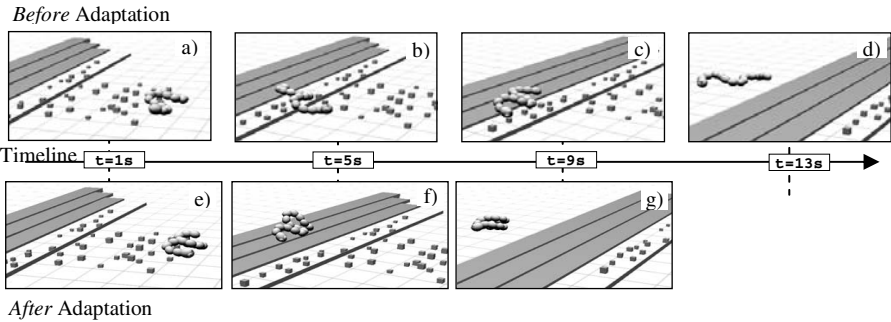 Before Adaptation
a)
b)
c)
d)
Timeline
t=1s
t=5s
t=9s
t=13s
e)
f)
g)
After Adaptation